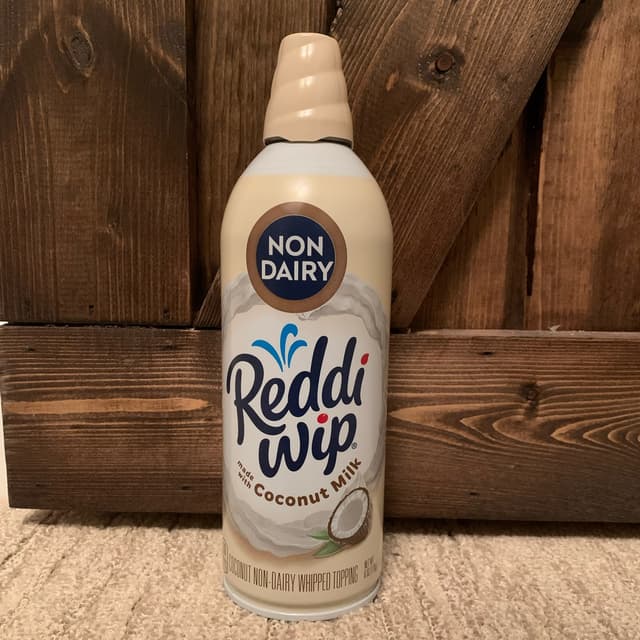 NON
DAIRY
Reddi
wip®
made
with Coconut Milk
COCONUT NON-DAIRY WHIPPED TOPPING